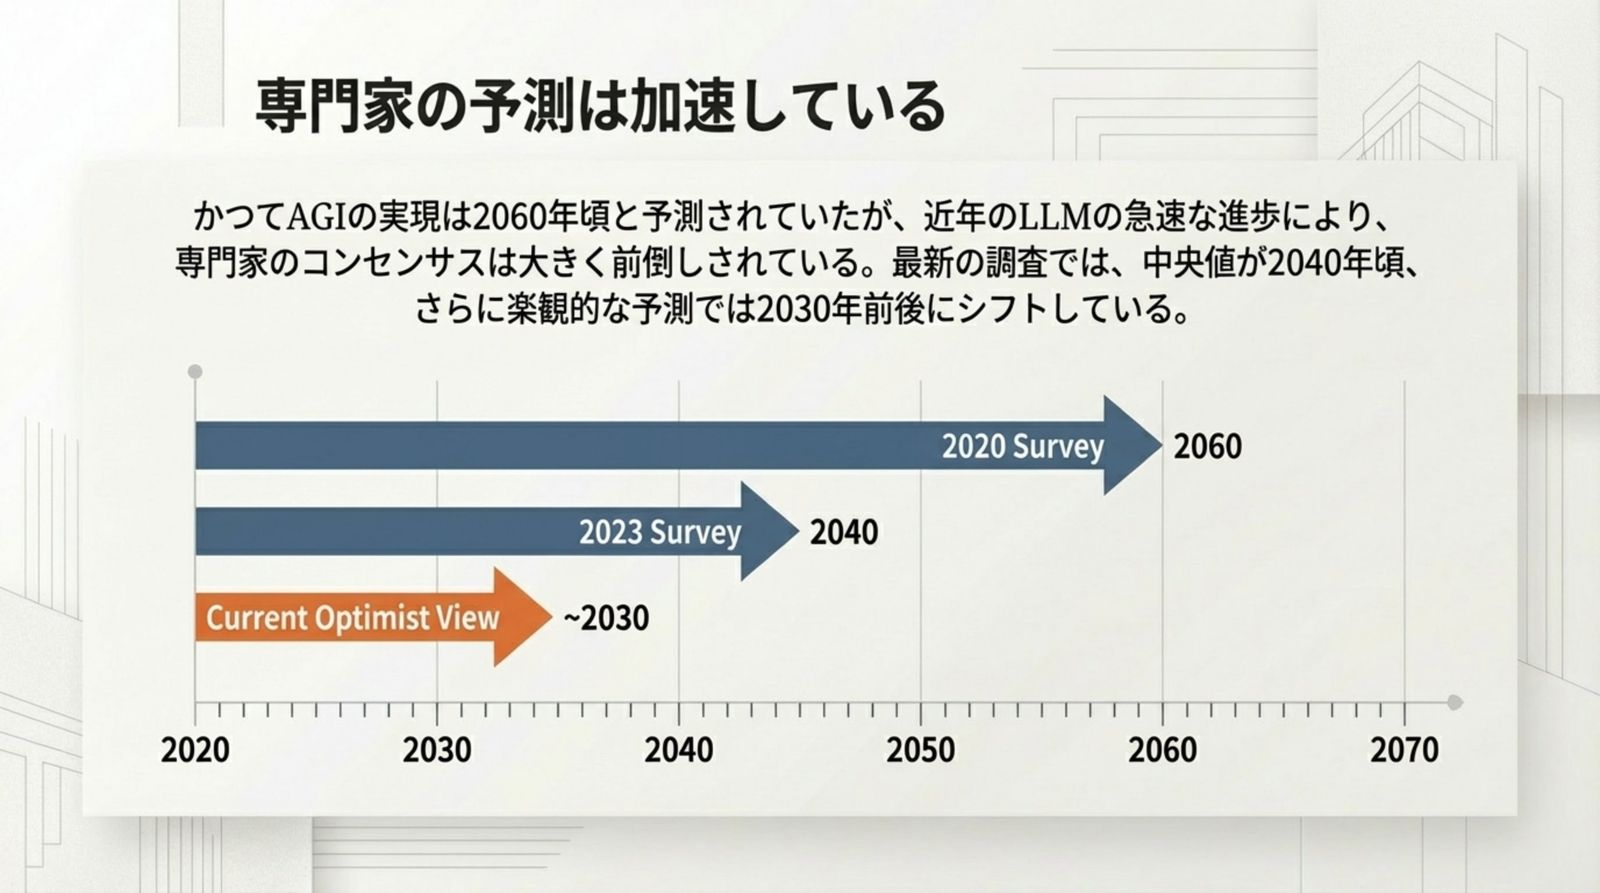 専門家の予測は加速している
かつてAGIの実現は2060年頃と予測されていたが、近年のLLMの急速な進歩により、
専門家のコンセンサスは大きく前倒しされている。最新の調査では、中央値が2040年頃、
さらに楽観的な予測では2030年前後にシフトしている。
2020 Survey 2060
2023 Survey 2040
Current Optimist View ~2030
2020 2030 2040 2050 2060 2070